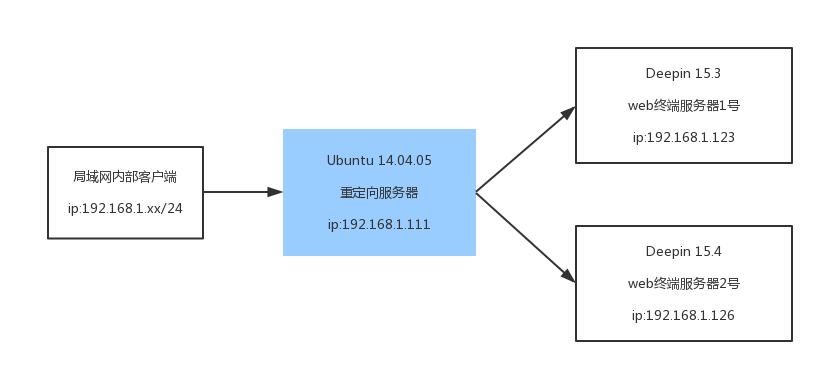 局域网内部客户端
ip:192.168.1.xx/24
Ubuntu 14.04.05
重定向服务器
ip:192.168.1.111
Deepin 15.3
web终端服务器1号
ip:192.168.1.123
Deepin 15.4
web终端服务器2号
ip:192.168.1.126